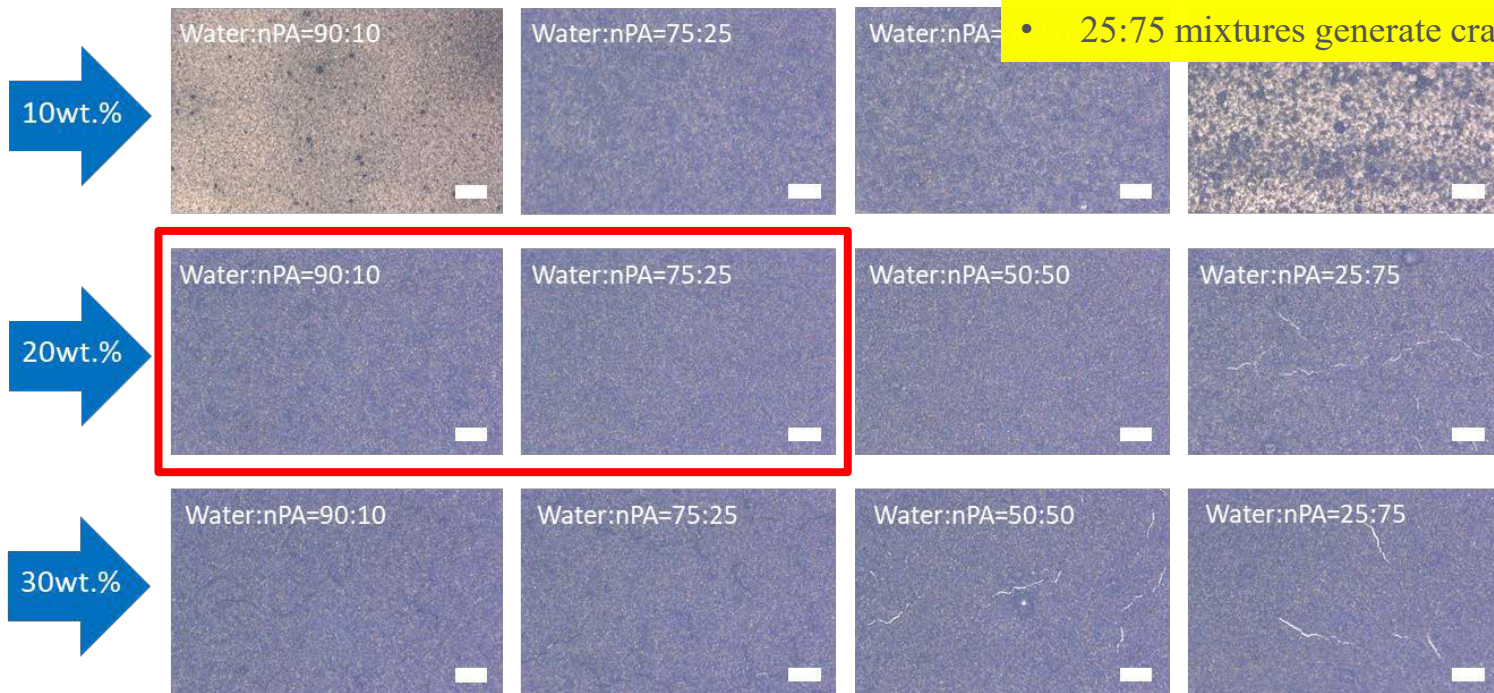 • 25:75 mixtures generate
Water:nPA=90:10
Water:nPA=75:25
Water:nPA=
10wt.%
Water:nPA=90:10
Water:nPA=75:25
Water:nPA=50:50
Water:nPA=25:75
20wt.%
Water:nPA=90:10
Water:nPA=75:25
Water:nPA=50:50
Water:nPA=25:75
30wt.%